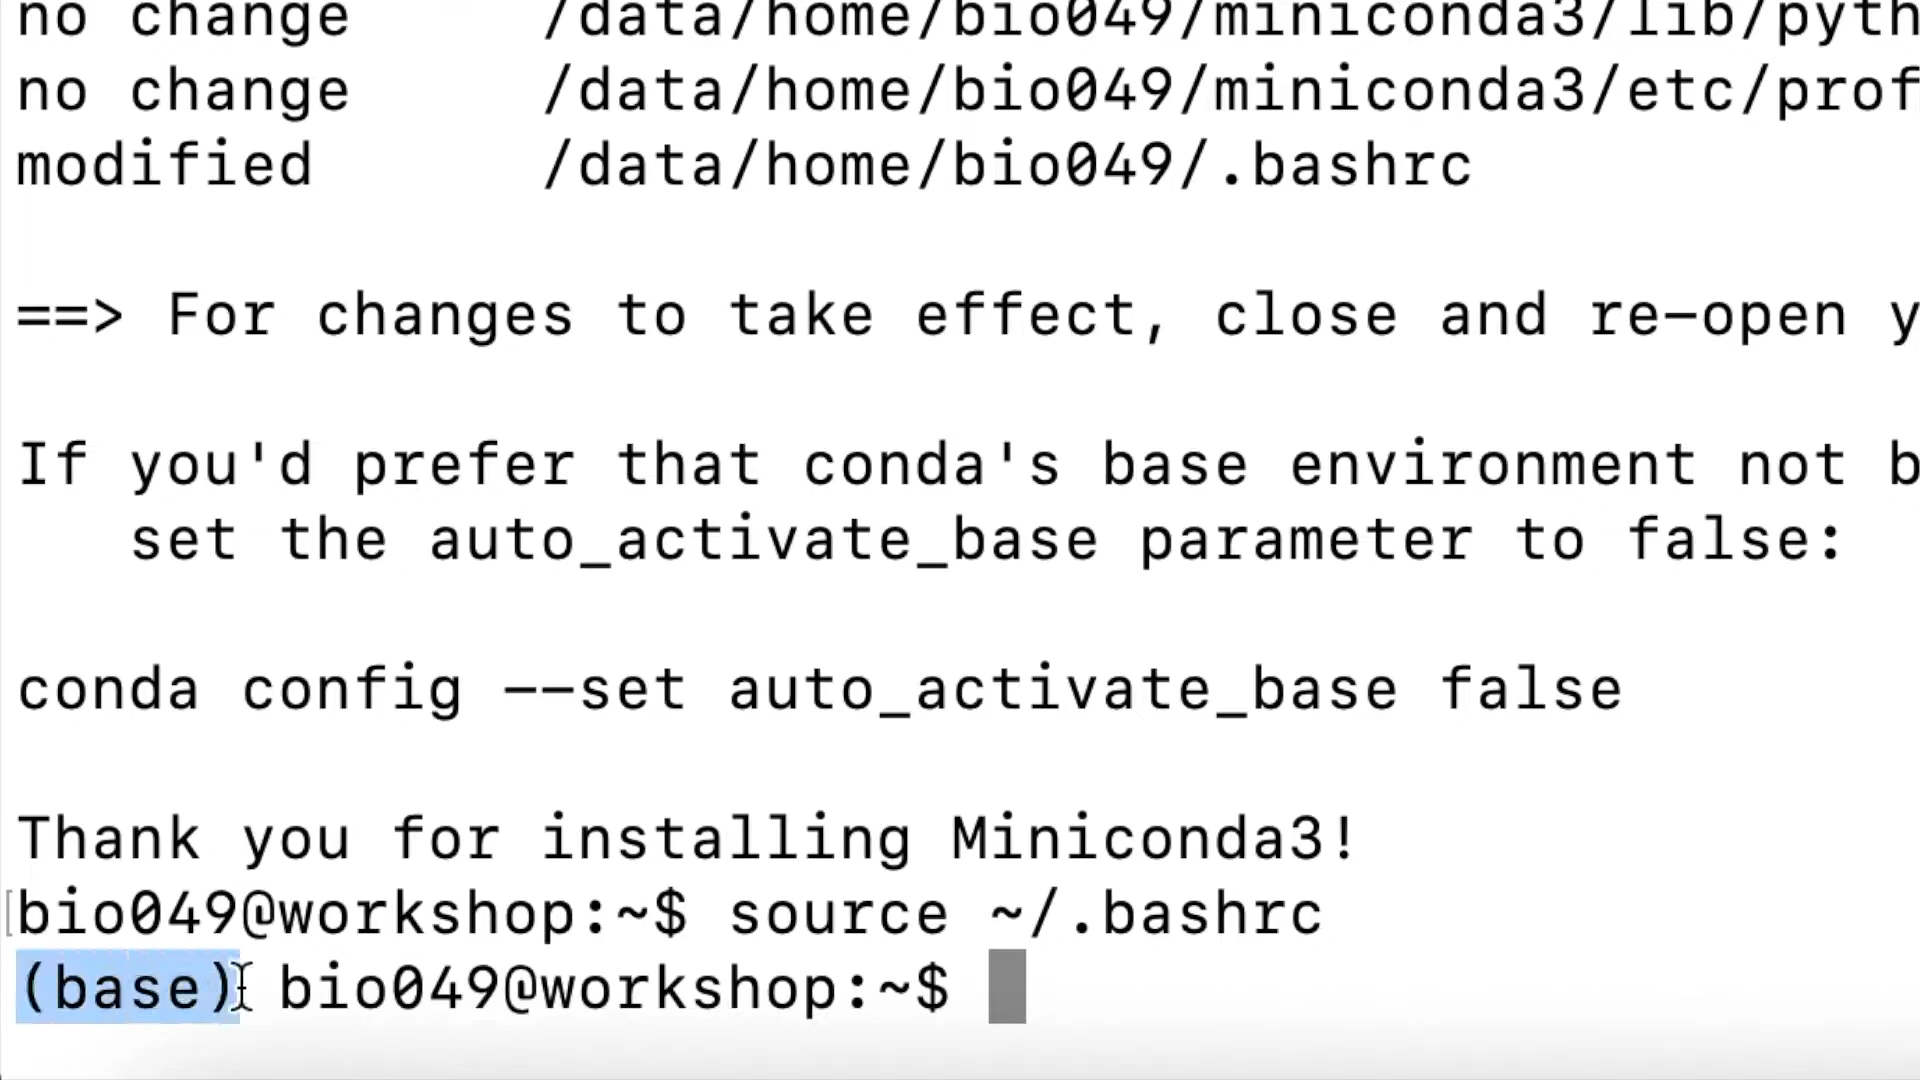 no change /data/home/bio049/miniconda3/lib/pyth
no change /data/home/bio049/miniconda3/etc/prof
modified /data/home/bio049/.bashrc
==> For changes to take effect, close and re-open y
If you'd prefer that conda's base environment not b
set the auto_activate_base parameter to false:
conda config --set auto_activate_base false
Thank you for installing Miniconda3!
[bio049@workshop:~$ source ~/.bashrc
(base) bio049@workshop:~$